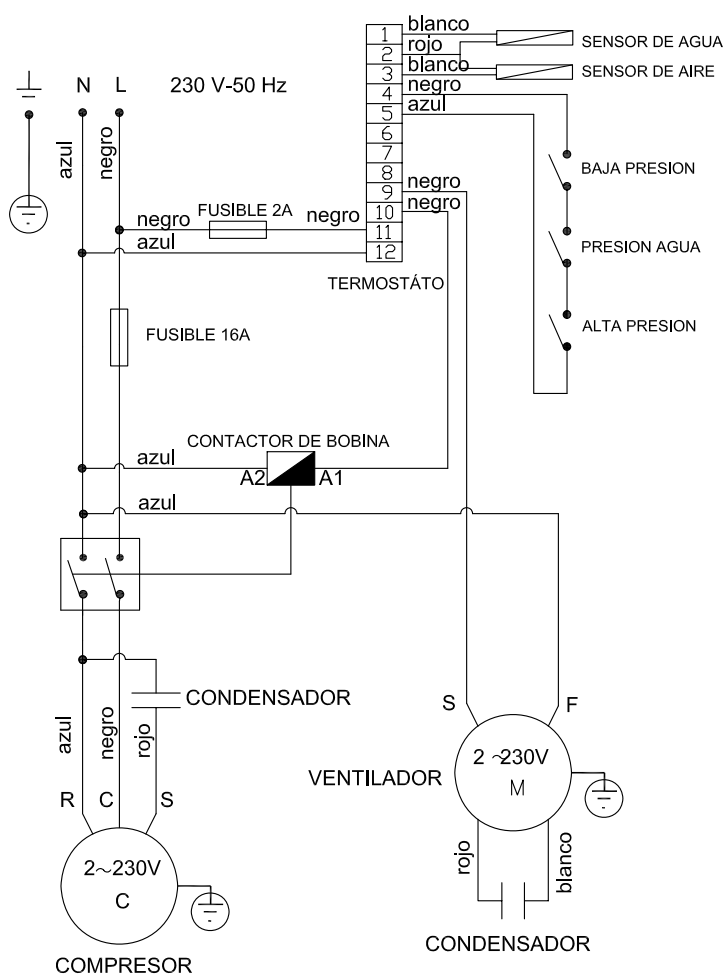 blanco
1
rojo
2
SENSOR DE AGUA
blanco
3
SENSOR DE AIRE
negro
4
azul
5
6
7
8
negro
9
negro
10
11
12
TERMOSTÁTO
N L 230 V-50 Hz
azul
negro
negro FUSIBLE 2A negro
azul
BAJA PRESION
PRESION AGUA
ALTA PRESION
FUSIBLE 16A
CONTACTOR DE BOBINA
azul
A2 A1
azul
CONDENSADOR
azul
negro
rojo
R C S
2~230V
C
COMPRESOR
S F
VENTILADOR
2 ~230V
M
rojo
blanco
CONDENSADOR